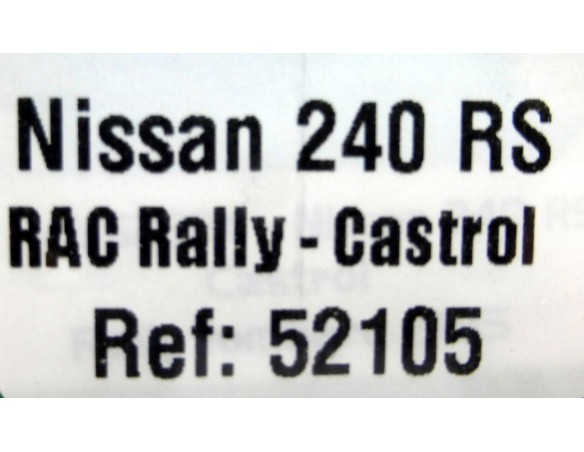 Nissan 240 RS
RAC Rally - Castrol
Ref: 52105